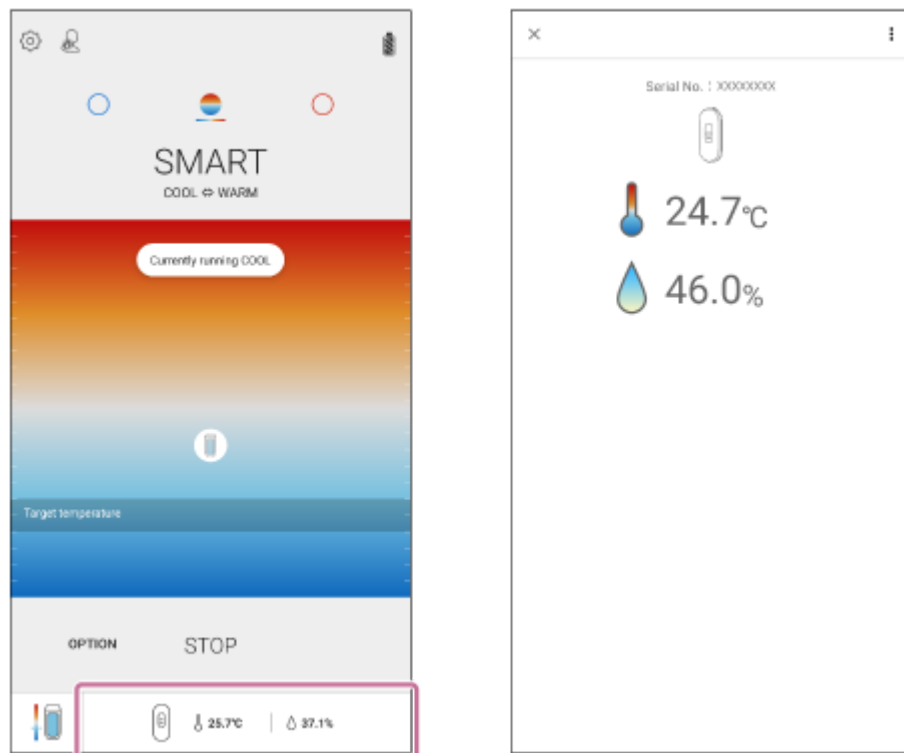 SMART
COOL ⇔ WARM
Currently running COOL
Target temperature
OPTION
STOP
25.7℃
37.1%
Serial No. : XXXXXXXX
24.7℃
46.0%